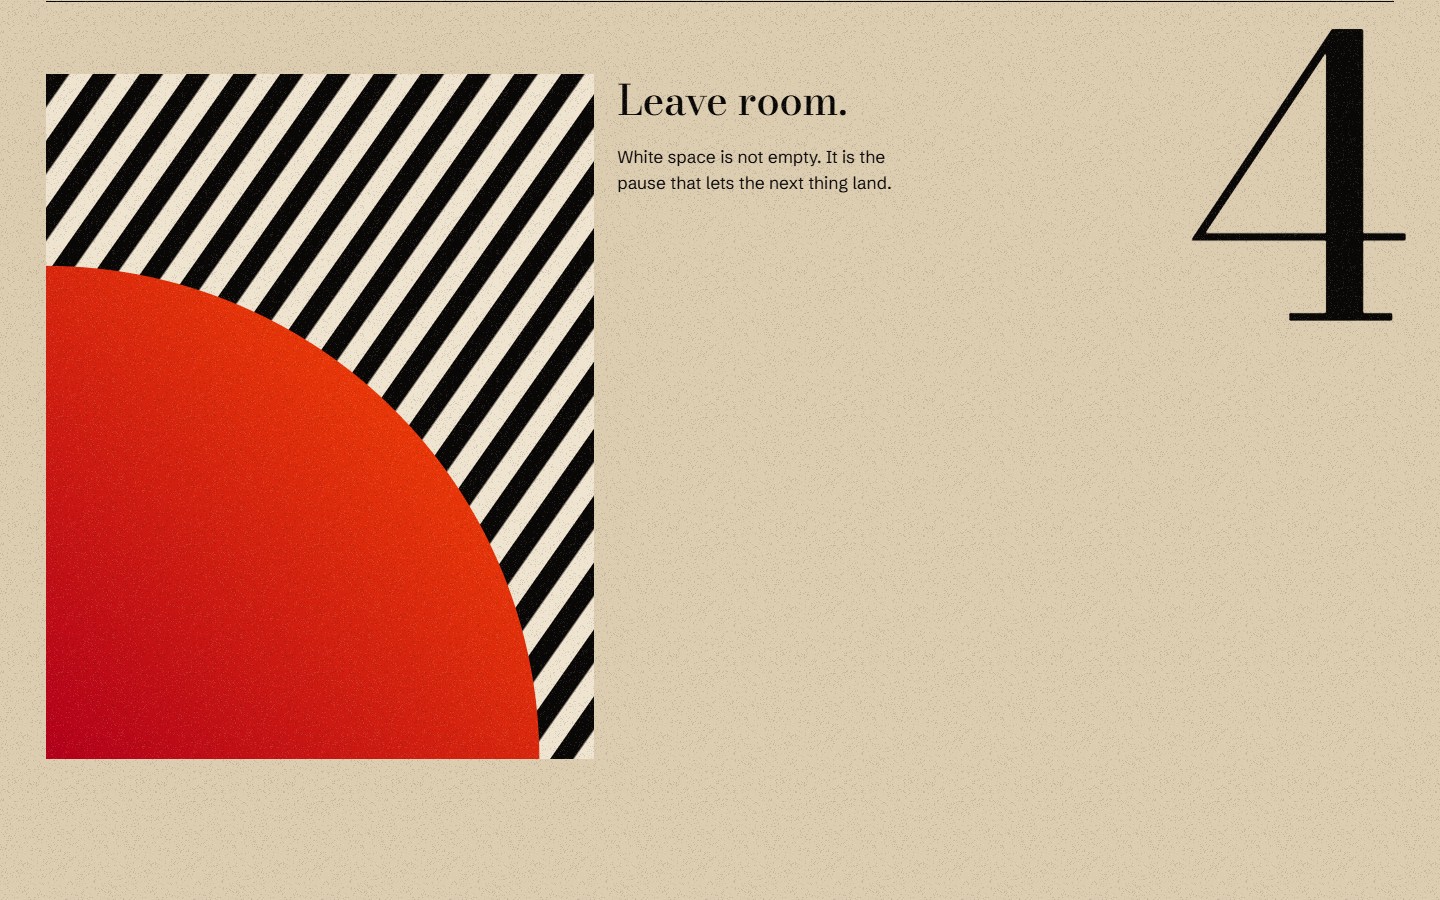 Leave room.
White space is not empty. It is the
pause that lets the next thing land.
4